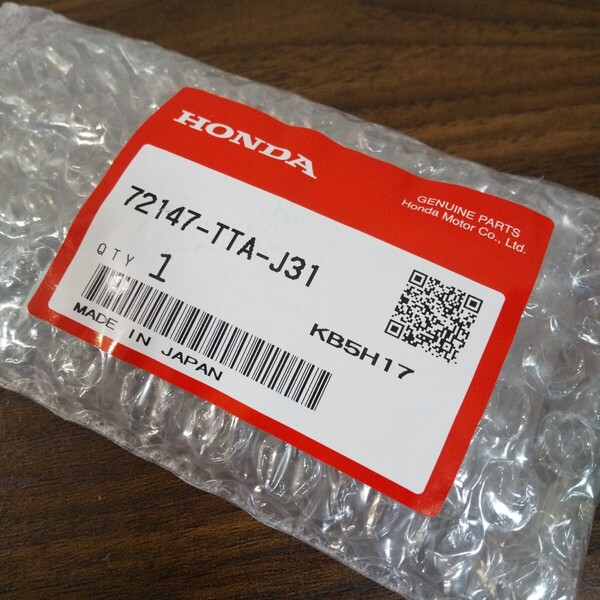 HONDA
GENUINE PARTS
Honda Motor Co., Ltd.
72147-TTA-J31
QTY 1
KB5H17
MADE IN JAPAN